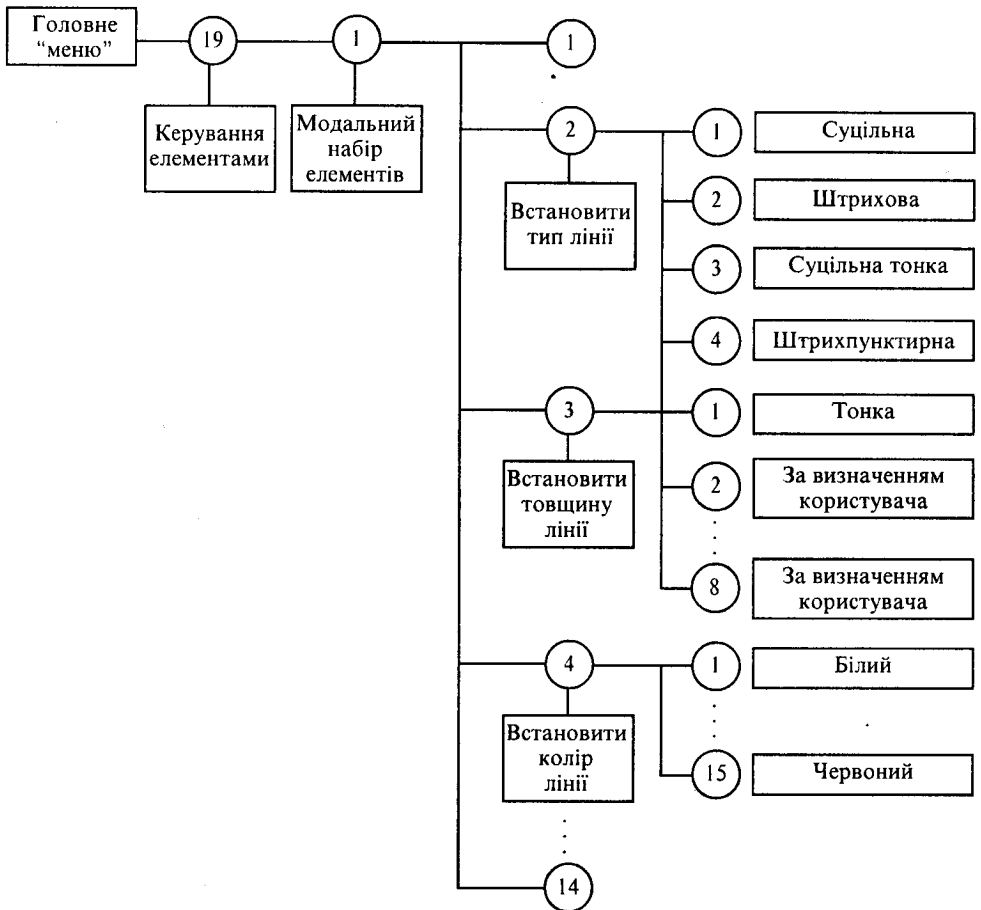 Головне
“меню”
19
1
1
Керування
елементами
Модальний
набір
елементів
2
Встановити
тип лінії
1
Суцільна
2
Штрихова
3
Суцільна тонка
4
Штрихпунктирна
3
Встановити
товщину
лінії
1
Тонка
2
За визначенням
користувача
8
За визначенням
користувача
4
Встановити
колір
лінії
1
Білий
15
Червоний
14